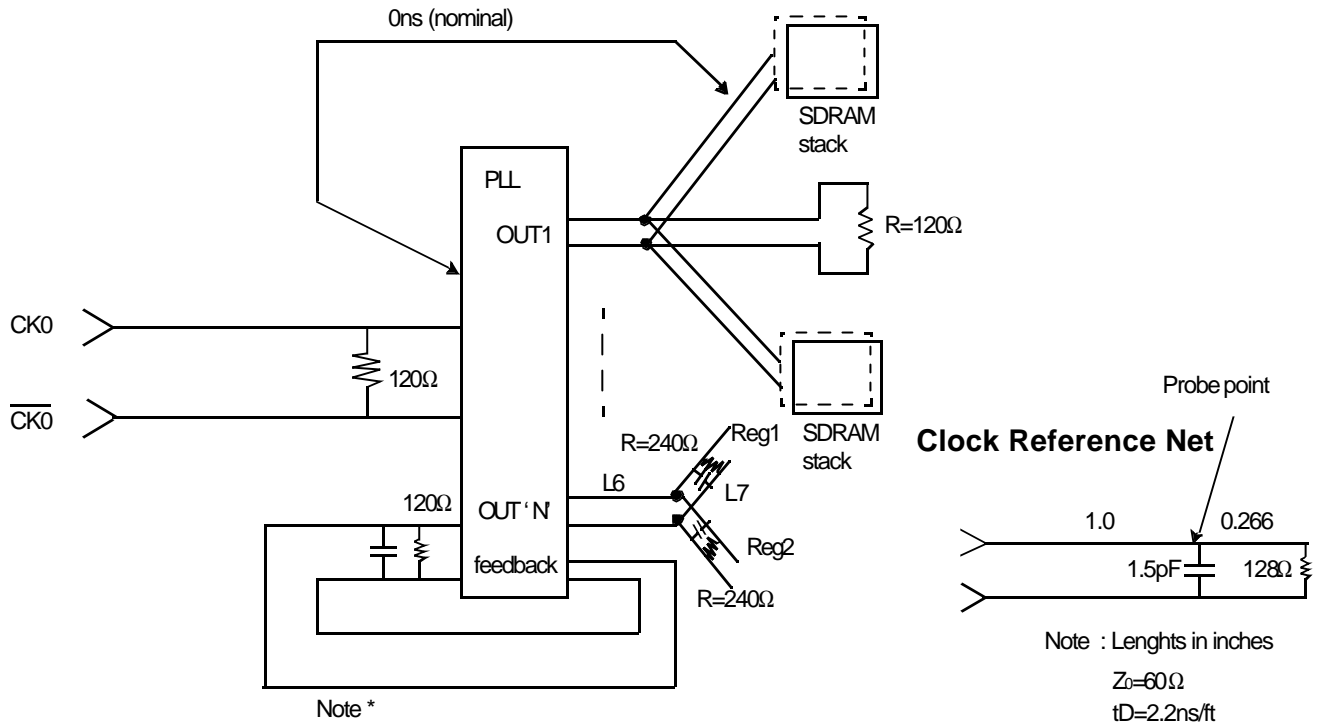 0ns (nominal)
SDRAM
stack
PLL
OUT1
R=120Ω
CK0
120Ω
CK0
SDRAM
stack
Probe point
Clock Reference Net
R=240Ω
Reg1
L6
L7
120Ω
OUT ‘ N’
Reg2
feedback
R=240Ω
1.0
0.266
1.5pF
128Ω
Note : Lenghts in inches
Z0=60Ω
tD=2.2ns/ft
Note *